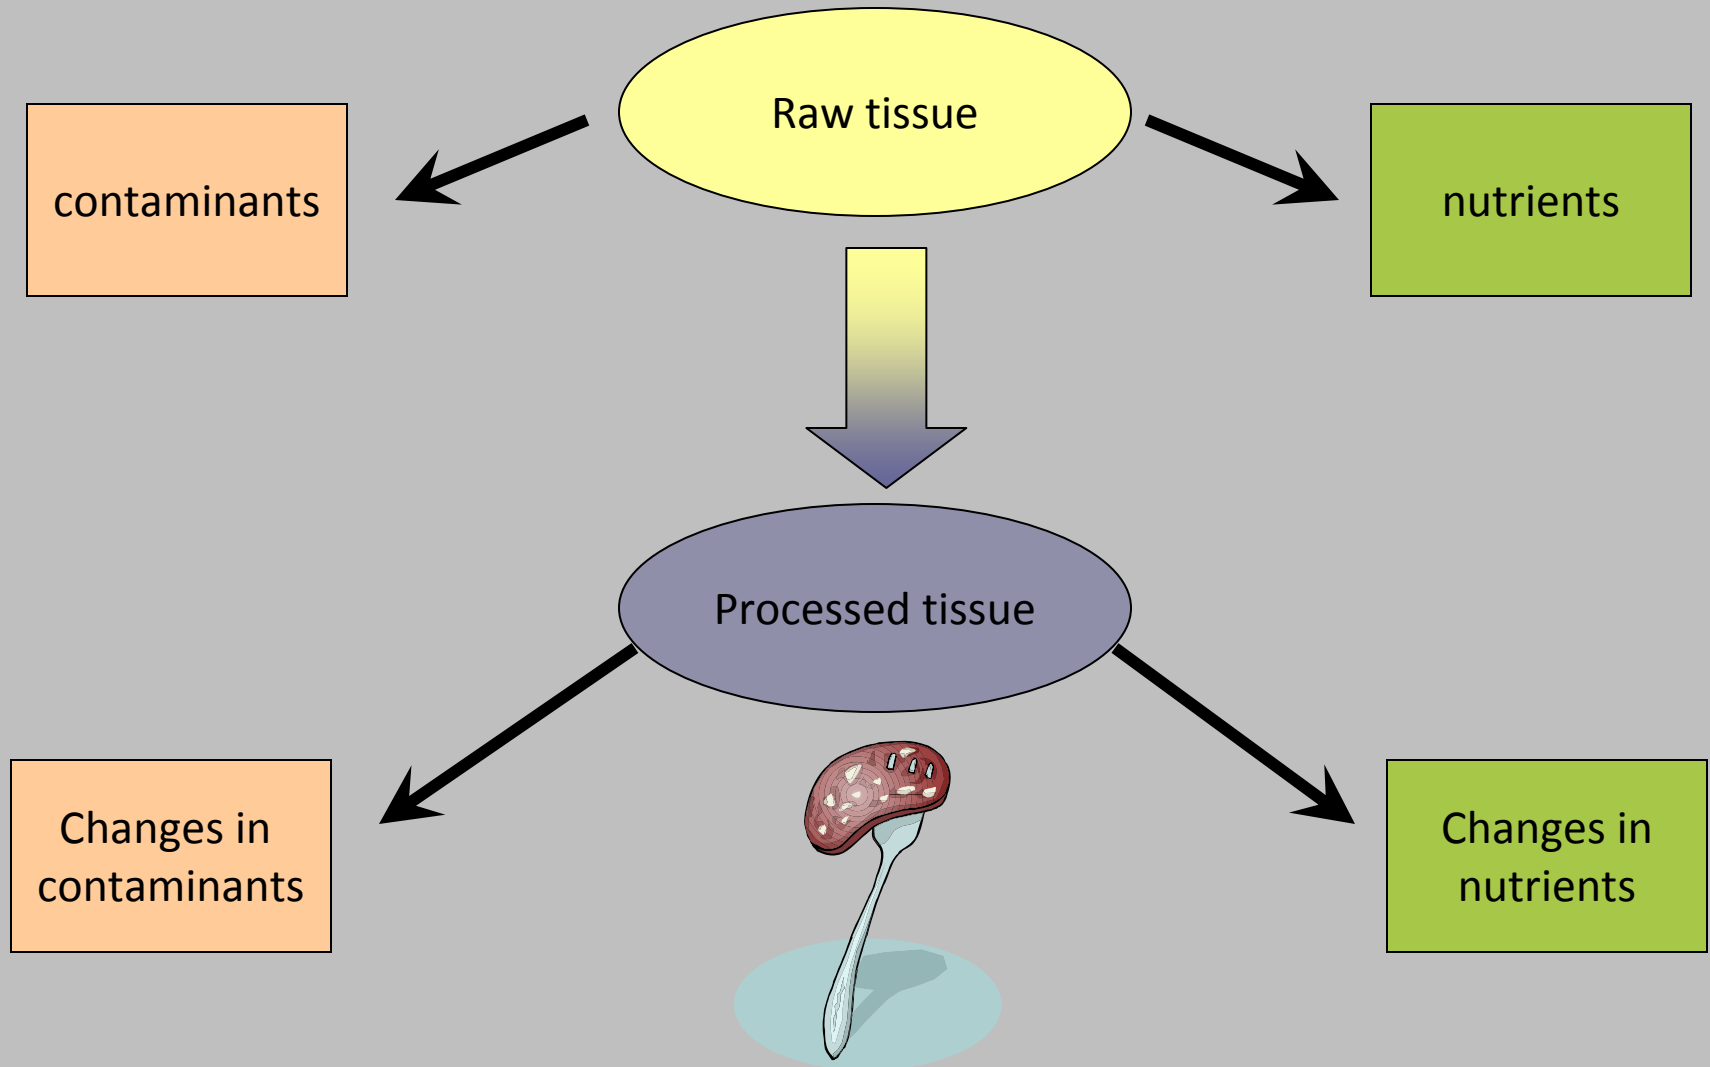 Raw tissue
contaminants
nutrients
Processed tissue
Changes in
contaminants
Changes in
nutrients